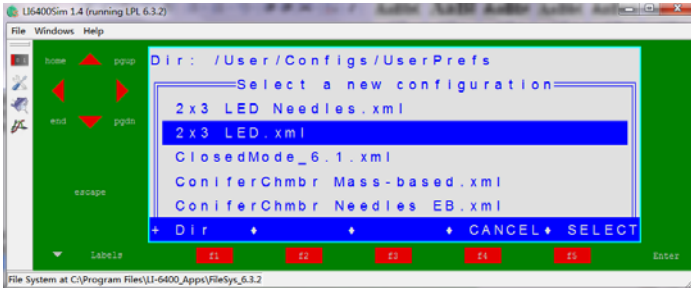 LI6400Sim 1.4 (running LPL 6.3.2)
File Windows Help
home pgup
end pgdn
escape
Dir: /User/Configs/UserPrefs
Select a new configuration
2x3 LED Needles.xml
2x3 LED.xml
ClosedMode_6.1.xml
ConiferChmbr Mass-based.xml
ConiferChmbr Needles EB.xml
+ Dir ♦ ♦ ♦ CANCEL♦ SELECT
Labels f1 f2 f3 f4 f5 Enter
File System at C:\Program Files\LI-6400_Apps\FileSys_6.3.2